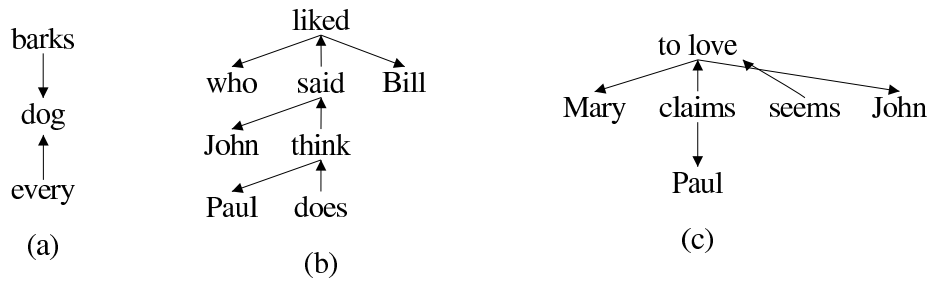 barks
dog
every
(a)
liked
who said Bill
John think
Paul does
(b)
to love
Mary claims seems John
Paul
(c)